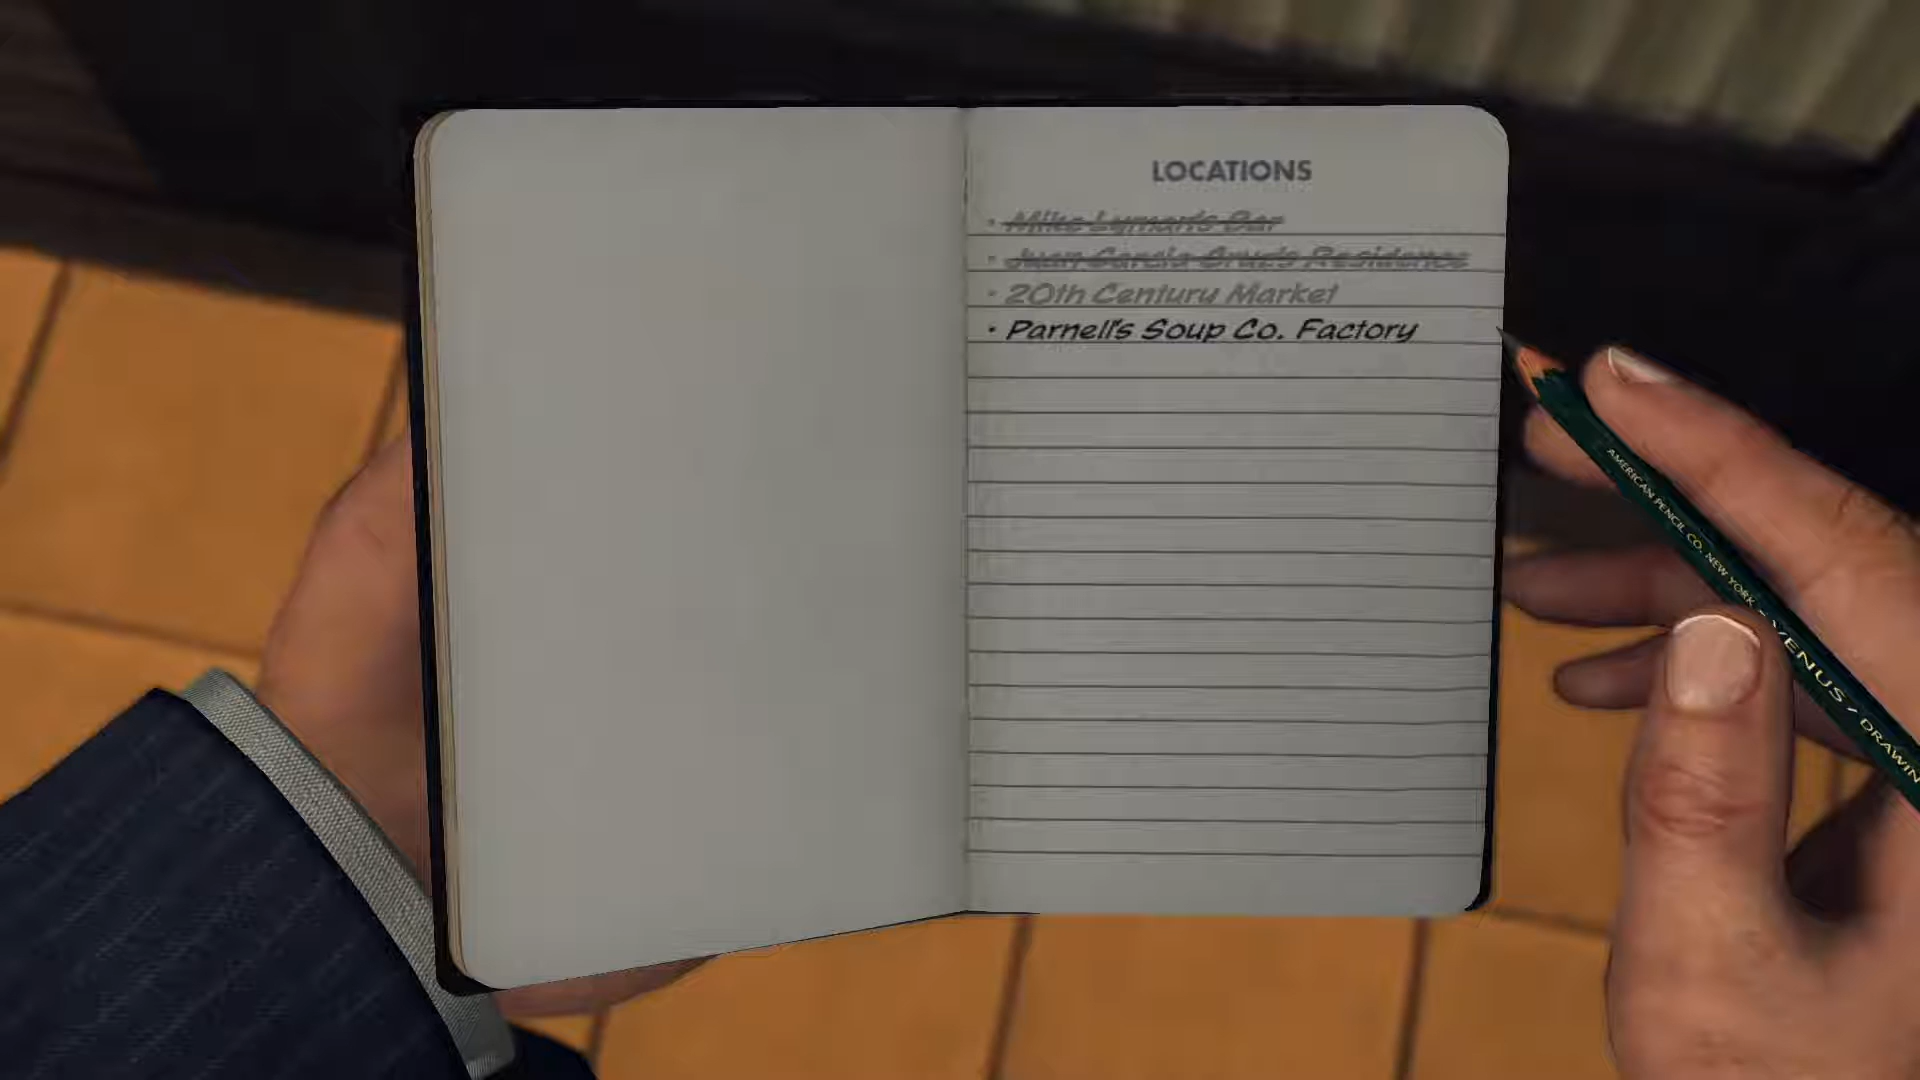 LOCATIONS
· Mike Lyman's Bar
· Juan Garcia Cruz's Residence
· 20th Century Market
· Parnell's Soup Co. Factory
AMERICAN PENCIL CO. NEW YORK
VENUS / DRAWIN